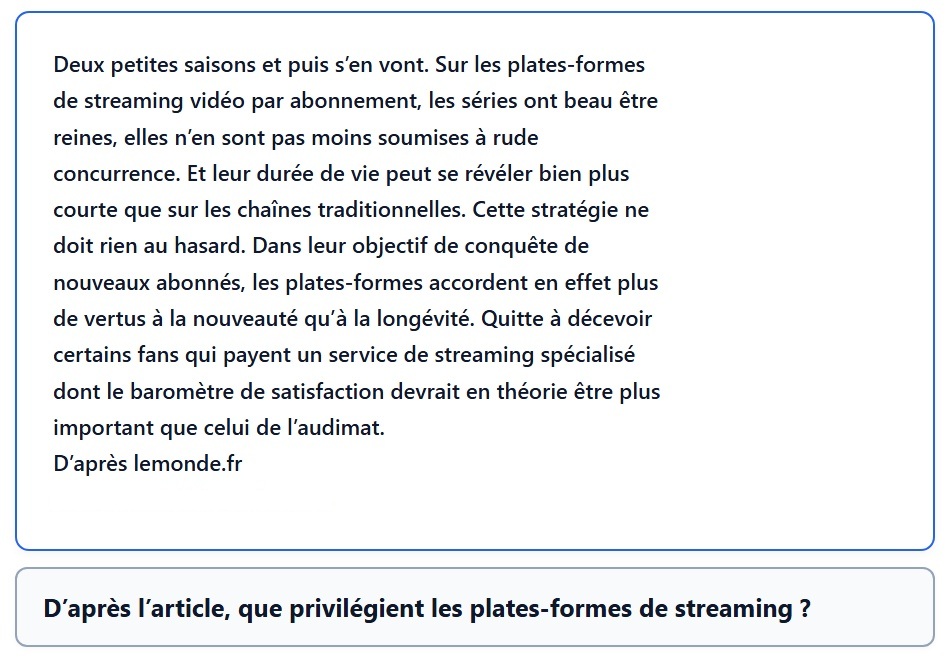 Deux petites saisons et puis s’en vont. Sur les plates-formes
de streaming vidéo par abonnement, les séries ont beau être
reines, elles n’en sont pas moins soumises à rude
concurrence. Et leur durée de vie peut se révéler bien plus
courte que sur les chaînes traditionnelles. Cette stratégie ne
doit rien au hasard. Dans leur objectif de conquête de
nouveaux abonnés, les plates-formes accordent en effet plus
de vertus à la nouveauté qu’à la longévité. Quitte à décevoir
certains fans qui payent un service de streaming spécialisé
dont le baromètre de satisfaction devrait en théorie être plus
important que celui de l’audimat.
D’après lemonde.fr
D’après l’article, que privilégient les plates-formes de streaming ?